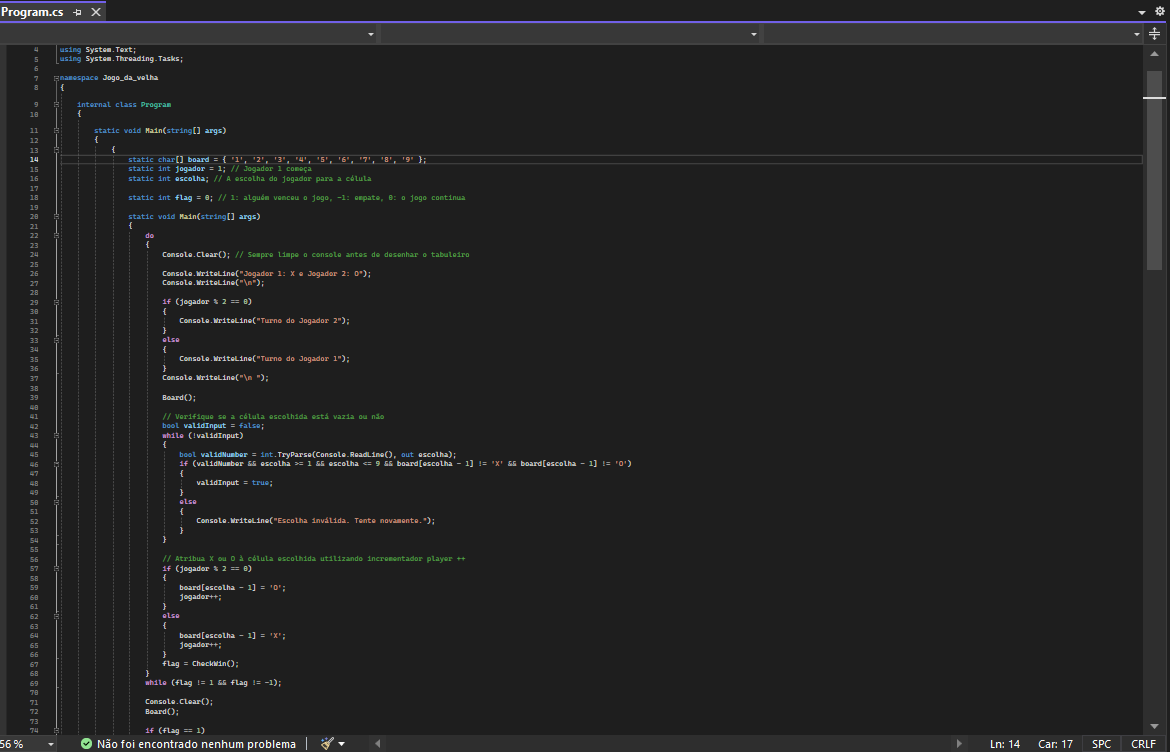 Program.cs
4 using System.Text;
5 using System.Threading.Tasks;
6
7 namespace Jogo_da_velha
8 {
9 internal class Program
10 {
11 static void Main(string[] args)
12 {
13 {
14 static char[] board = { '1', '2', '3', '4', '5', '6', '7', '8', '9' };
15 static int jogador = 1; // Jogador 1 começa
16 static int escolha; // A escolha do jogador para a célula
17
18 static int flag = 0; // 1: alguém venceu o jogo, -1: empate, 0: o jogo continua
19
20 static void Main(string[] args)
21 {
22 do
23 {
24 Console.Clear(); // Sempre limpe o console antes de desenhar o tabuleiro
25
26 Console.WriteLine("Jogador 1: X e Jogador 2: O");
27 Console.WriteLine("\n");
28
29 if (jogador % 2 == 0)
30 {
31 Console.WriteLine("Turno do Jogador 2");
32 }
33 else
34 {
35 Console.WriteLine("Turno do Jogador 1");
36 }
37 Console.WriteLine("\n ");
38
39 Board();
40
41 // Verifique se a célula escolhida está vazia ou não
42 bool validInput = false;
43 while (!validInput)
44 {
45 bool validNumber = int.TryParse(Console.ReadLine(), out escolha);
46 if (validNumber && escolha >= 1 && escolha <= 9 && board[escolha - 1] != 'X' && board[escolha - 1] != 'O')
47 {
48 validInput = true;
49 }
50 else
51 {
52 Console.WriteLine("Escolha inválida. Tente novamente.");
53 }
54 }
55
56 // Atribua X ou O à célula escolhida utilizando incrementador player ++
57 if (jogador % 2 == 0)
58 {
59 board[escolha - 1] = 'O';
60 jogador++;
61 }
62 else
63 {
64 board[escolha - 1] = 'X';
65 jogador++;
66 }
67 flag = CheckWin();
68 }
69 while (flag != 1 && flag != -1);
70
71 Console.Clear();
72 Board();
73
74 if (flag == 1)
56 % Não foi encontrado nenhum problema Ln: 14 Car: 17 SPC CRLF